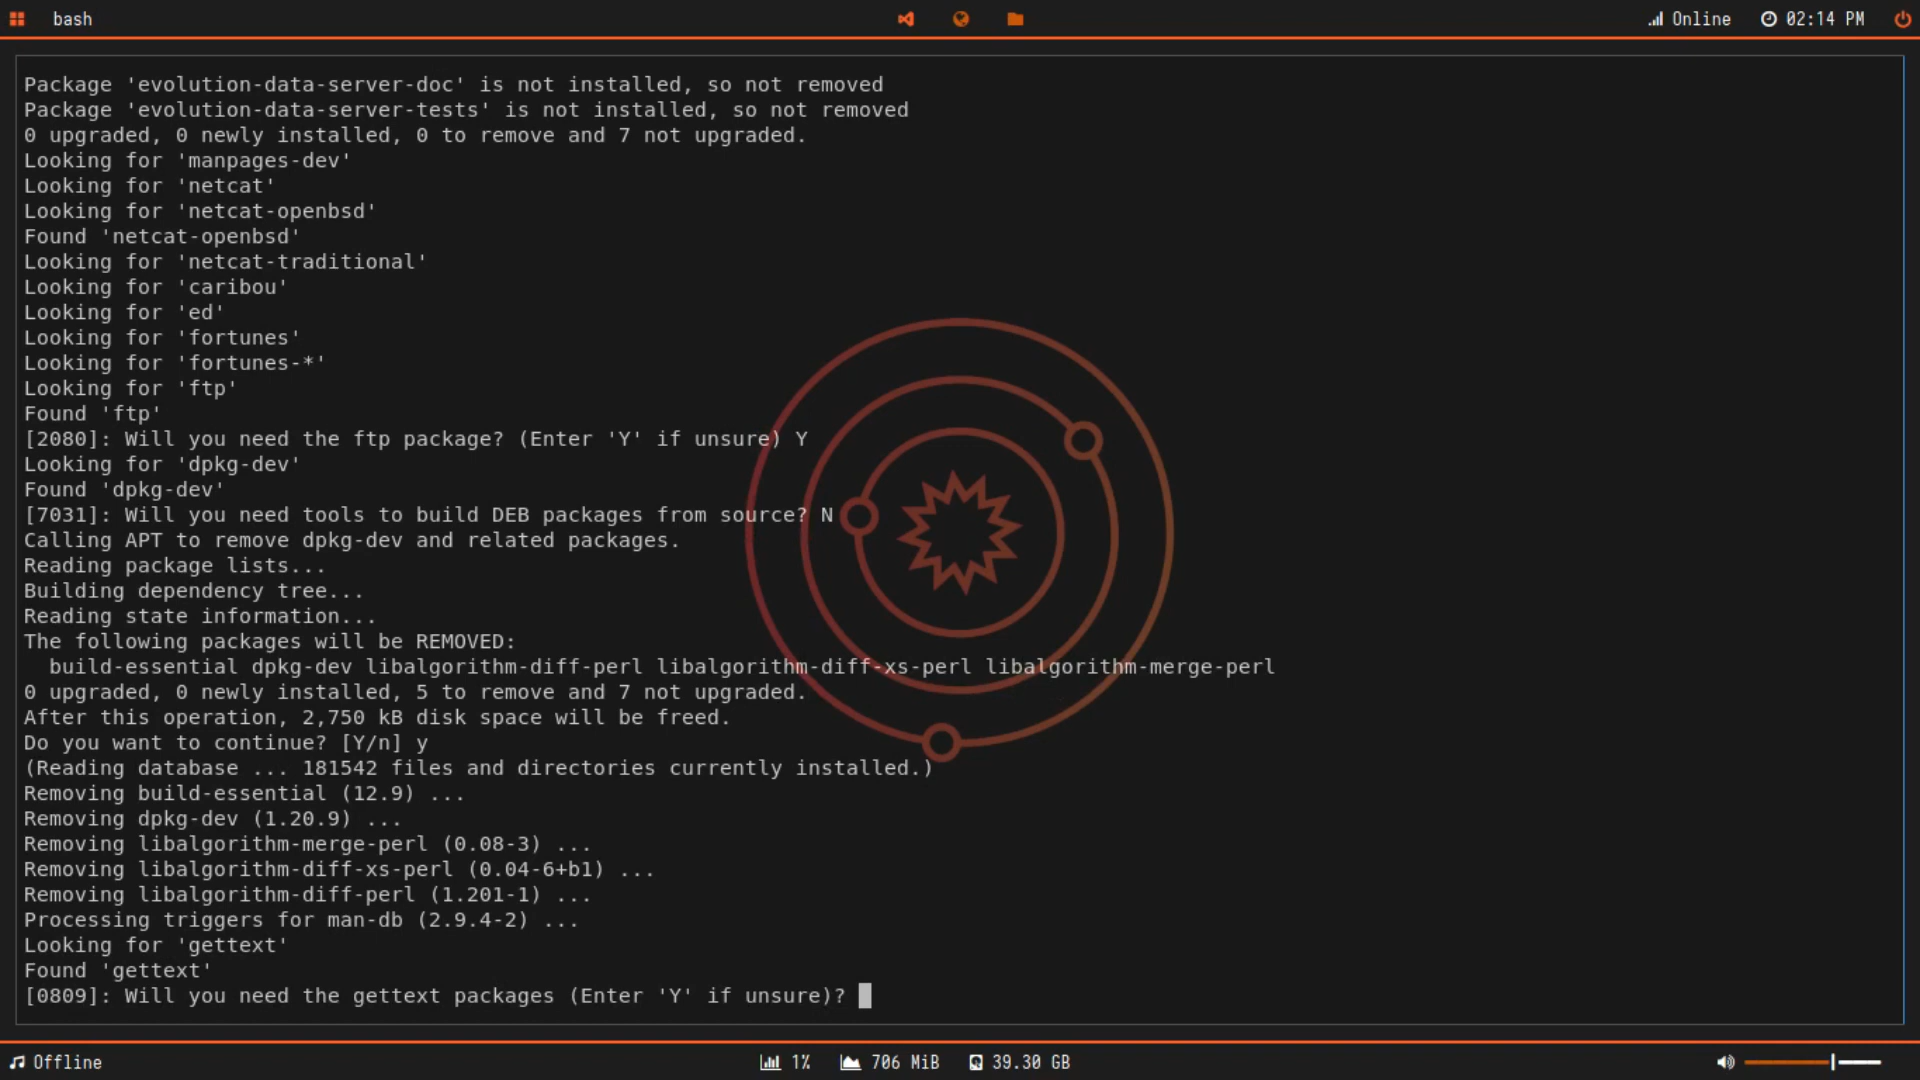 bash
Online 02:14 PM
Package 'evolution-data-server-doc' is not installed, so not removed
Package 'evolution-data-server-tests' is not installed, so not removed
0 upgraded, 0 newly installed, 0 to remove and 7 not upgraded.
Looking for 'manpages-dev'
Looking for 'netcat'
Looking for 'netcat-openbsd'
Found 'netcat-openbsd'
Looking for 'netcat-traditional'
Looking for 'caribou'
Looking for 'ed'
Looking for 'fortunes'
Looking for 'fortunes-*'
Looking for 'ftp'
Found 'ftp'
[2080]: Will you need the ftp package? (Enter 'Y' if unsure) Y
Looking for 'dpkg-dev'
Found 'dpkg-dev'
[7031]: Will you need tools to build DEB packages from source? N
Calling APT to remove dpkg-dev and related packages.
Reading package lists...
Building dependency tree...
Reading state information...
The following packages will be REMOVED:
build-essential dpkg-dev libalgorithm-diff-perl libalgorithm-diff-xs-perl libalgorithm-merge-perl
0 upgraded, 0 newly installed, 5 to remove and 7 not upgraded.
After this operation, 2,750 kB disk space will be freed.
Do you want to continue? [Y/n] y
(Reading database ... 181542 files and directories currently installed.)
Removing build-essential (12.9) ...
Removing dpkg-dev (1.20.9) ...
Removing libalgorithm-merge-perl (0.08-3) ...
Removing libalgorithm-diff-xs-perl (0.04-6+b1) ...
Removing libalgorithm-diff-perl (1.201-1) ...
Processing triggers for man-db (2.9.4-2) ...
Looking for 'gettext'
Found 'gettext'
[0809]: Will you need the gettext packages (Enter 'Y' if unsure)?
Offline 1% 706 MiB 39.30 GB